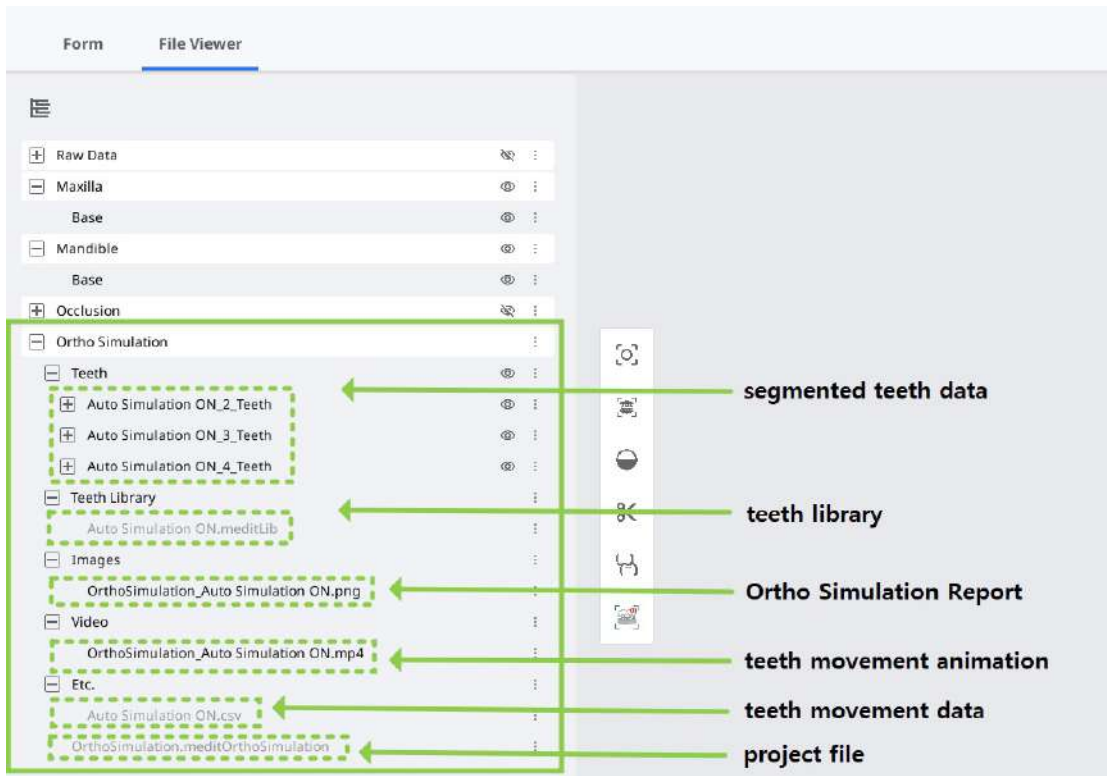 Form File Viewer
Raw Data
Maxilla
Base
Mandible
Base
Occlusion
Ortho Simulation
Teeth
Auto Simulation ON_2_Teeth
Auto Simulation ON_3_Teeth
Auto Simulation ON_4_Teeth
Teeth Library
Auto Simulation ON.meditLib
Images
OrthoSimulation_Auto Simulation ON.png
Video
OrthoSimulation_Auto Simulation ON.mp4
Etc.
Auto Simulation ON.csv
OrthoSimulation.meditOrthoSimulation
segmented teeth data
teeth library
Ortho Simulation Report
teeth movement animation
teeth movement data
project file